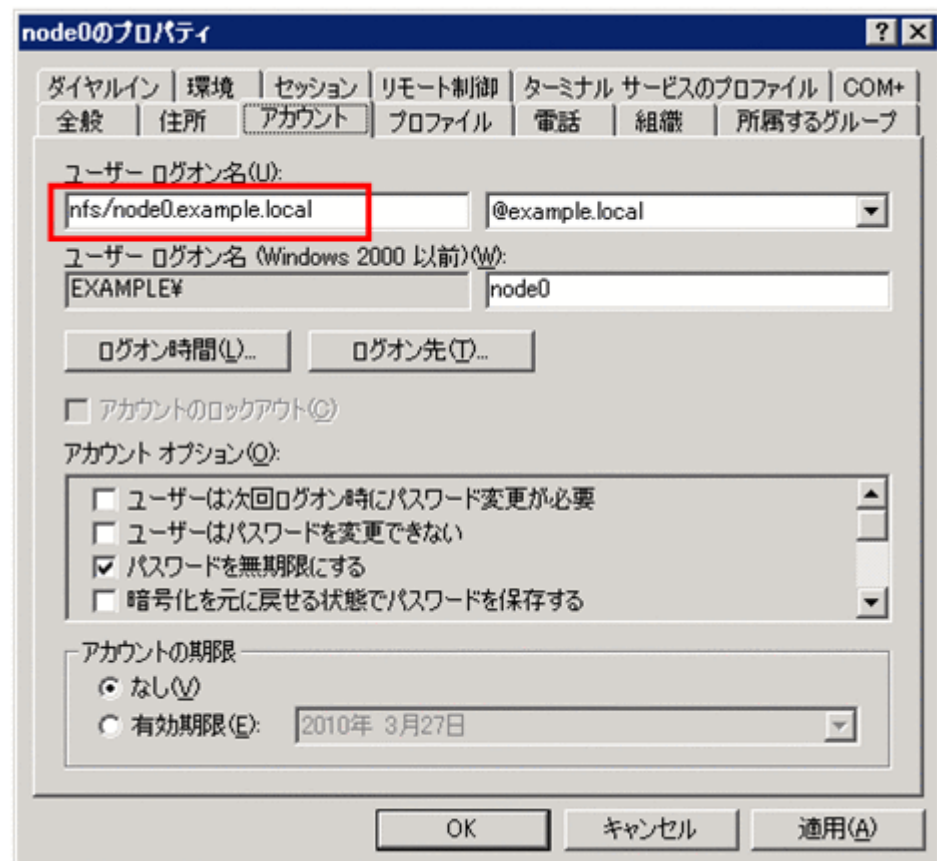 node0のプロパティ
ダイヤルイン 環境 セッション リモート制御 ターミナル サービスのプロファイル COM+
全般 住所 アカウント プロファイル 電話 組織 所属するグループ
ユーザー ログオン名(U):
nfs/node0.example.local @example.local
ユーザー ログオン名 (Windows 2000 以前)(W):
EXAMPLE¥ node0
ログオン時間(L)... ログオン先(T)...
アカウントのロックアウト(C)
アカウント オプション(O):
ユーザーは次回ログオン時にパスワード変更が必要
ユーザーはパスワードを変更できない
パスワードを無期限にする
暗号化を元に戻せる状態でパスワードを保存する
アカウントの期限
なし(V)
有効期限(E): 2010年 3月27日
OK キャンセル 適用(A)